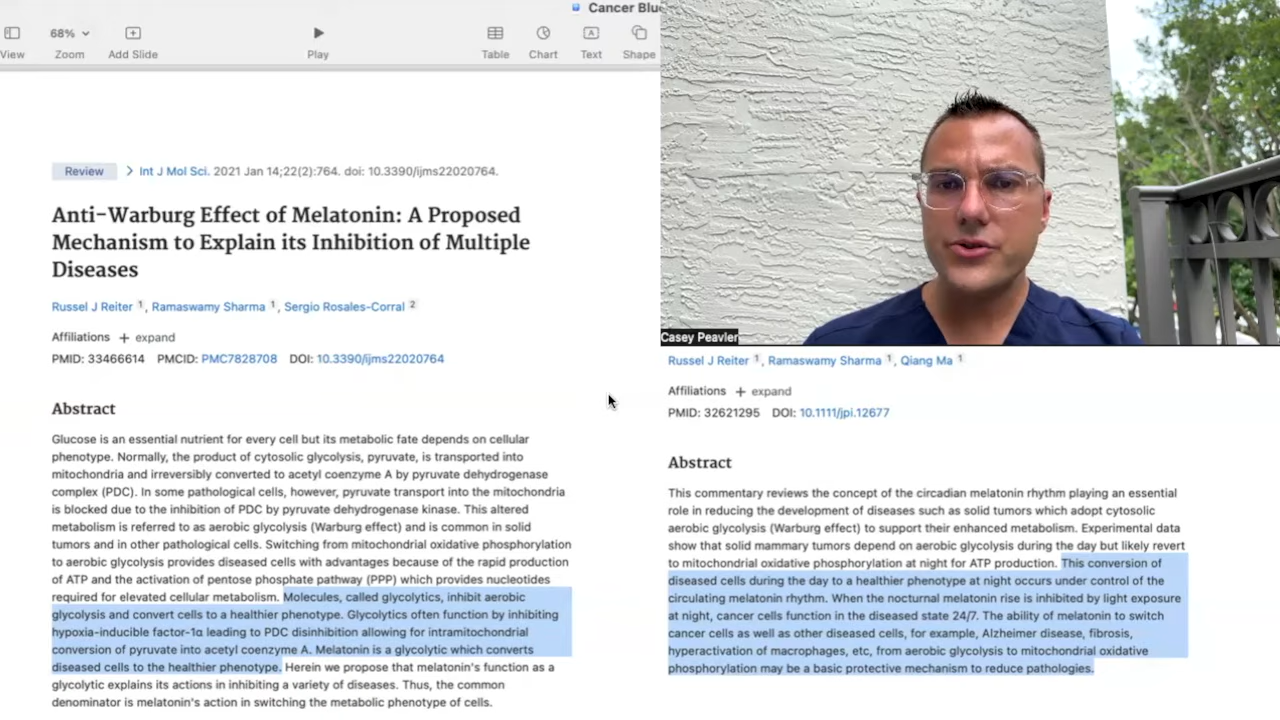 Cancer Blu
68%
View
Zoom
Add Slide
Play
Table
Chart
Text
Shape
Review
Int J Mol Sci. 2021 Jan 14;22(2):764. doi: 10.3390/ijms22020764.
Anti-Warburg Effect of Melatonin: A Proposed
Mechanism to Explain its Inhibition of Multiple
Diseases
Russel J Reiter 1, Ramaswamy Sharma 1, Sergio Rosales-Corral 2
Affiliations + expand
PMID: 33466614 PMCID: PMC7828708 DOI: 10.3390/ijms22020764
Abstract
Glucose is an essential nutrient for every cell but its metabolic fate depends on cellular
phenotype. Normally, the product of cytosolic glycolysis, pyruvate, is transported into
mitochondria and irreversibly converted to acetyl coenzyme A by pyruvate dehydrogenase
complex (PDC). In some pathological cells, however, pyruvate transport into the mitochondria
is blocked due to the inhibition of PDC by pyruvate dehydrogenase kinase. This altered
metabolism is referred to as aerobic glycolysis (Warburg effect) and is common in solid
tumors and in other pathological cells. Switching from mitochondrial oxidative phosphorylation
to aerobic glycolysis provides diseased cells with advantages because of the rapid production
of ATP and the activation of pentose phosphate pathway (PPP) which provides nucleotides
required for elevated cellular metabolism. Molecules, called glycolytics, inhibit aerobic
glycolysis and convert cells to a healthier phenotype. Glycolytics often function by inhibiting
hypoxia-inducible factor-1α leading to PDC disinhibition allowing for intramitochondrial
conversion of pyruvate into acetyl coenzyme A. Melatonin is a glycolytic which converts
diseased cells to the healthier phenotype. Herein we propose that melatonin's function as a
glycolytic explains its actions in inhibiting a variety of diseases. Thus, the common
denominator is melatonin's action in switching the metabolic phenotype of cells.
Casey Peavler
Russel J Reiter 1, Ramaswamy Sharma 1, Qiang Ma 1
Affiliations + expand
PMID: 32621295 DOI: 10.1111/jpi.12677
Abstract
This commentary reviews the concept of the circadian melatonin rhythm playing an essential
role in reducing the development of diseases such as solid tumors which adopt cytosolic
aerobic glycolysis (Warburg effect) to support their enhanced metabolism. Experimental data
show that solid mammary tumors depend on aerobic glycolysis during the day but likely revert
to mitochondrial oxidative phosphorylation at night for ATP production. This conversion of
diseased cells during the day to a healthier phenotype at night occurs under control of the
circulating melatonin rhythm. When the nocturnal melatonin rise is inhibited by light exposure
at night, cancer cells function in the diseased state 24/7. The ability of melatonin to switch
cancer cells as well as other diseased cells, for example, Alzheimer disease, fibrosis,
hyperactivation of macrophages, etc, from aerobic glycolysis to mitochondrial oxidative
phosphorylation may be a basic protective mechanism to reduce pathologies.